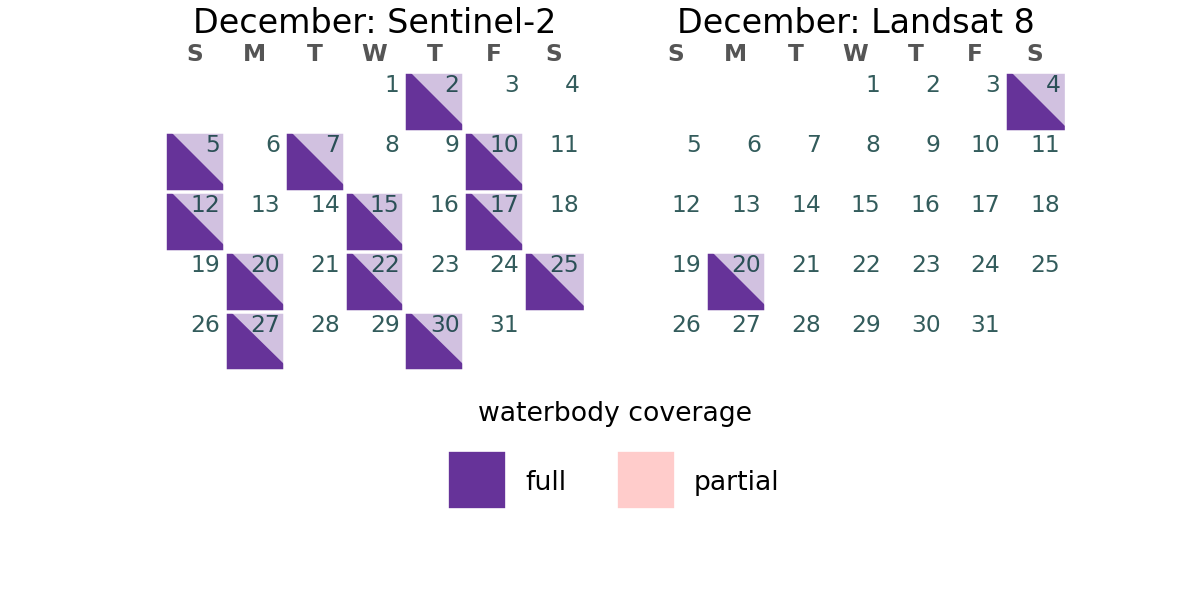 December: Sentinel-2
S M T W T F S
1 2 3 4
5 6 7 8 9 10 11
12 13 14 15 16 17 18
19 20 21 22 23 24 25
26 27 28 29 30 31
December: Landsat 8
S M T W T F S
1 2 3 4
5 6 7 8 9 10 11
12 13 14 15 16 17 18
19 20 21 22 23 24 25
26 27 28 29 30 31
waterbody coverage
full partial